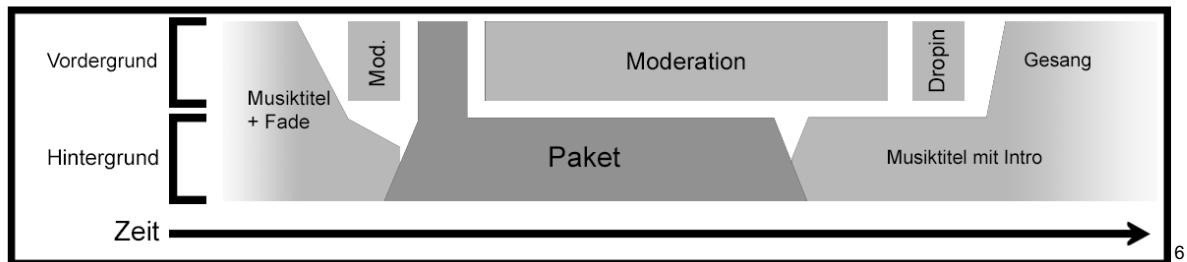 Vordergrund
Mod.
Moderation
Dropin
Gesang
Musiktitel
+ Fade
Hintergrund
Paket
Musiktitel mit Intro
Zeit
6